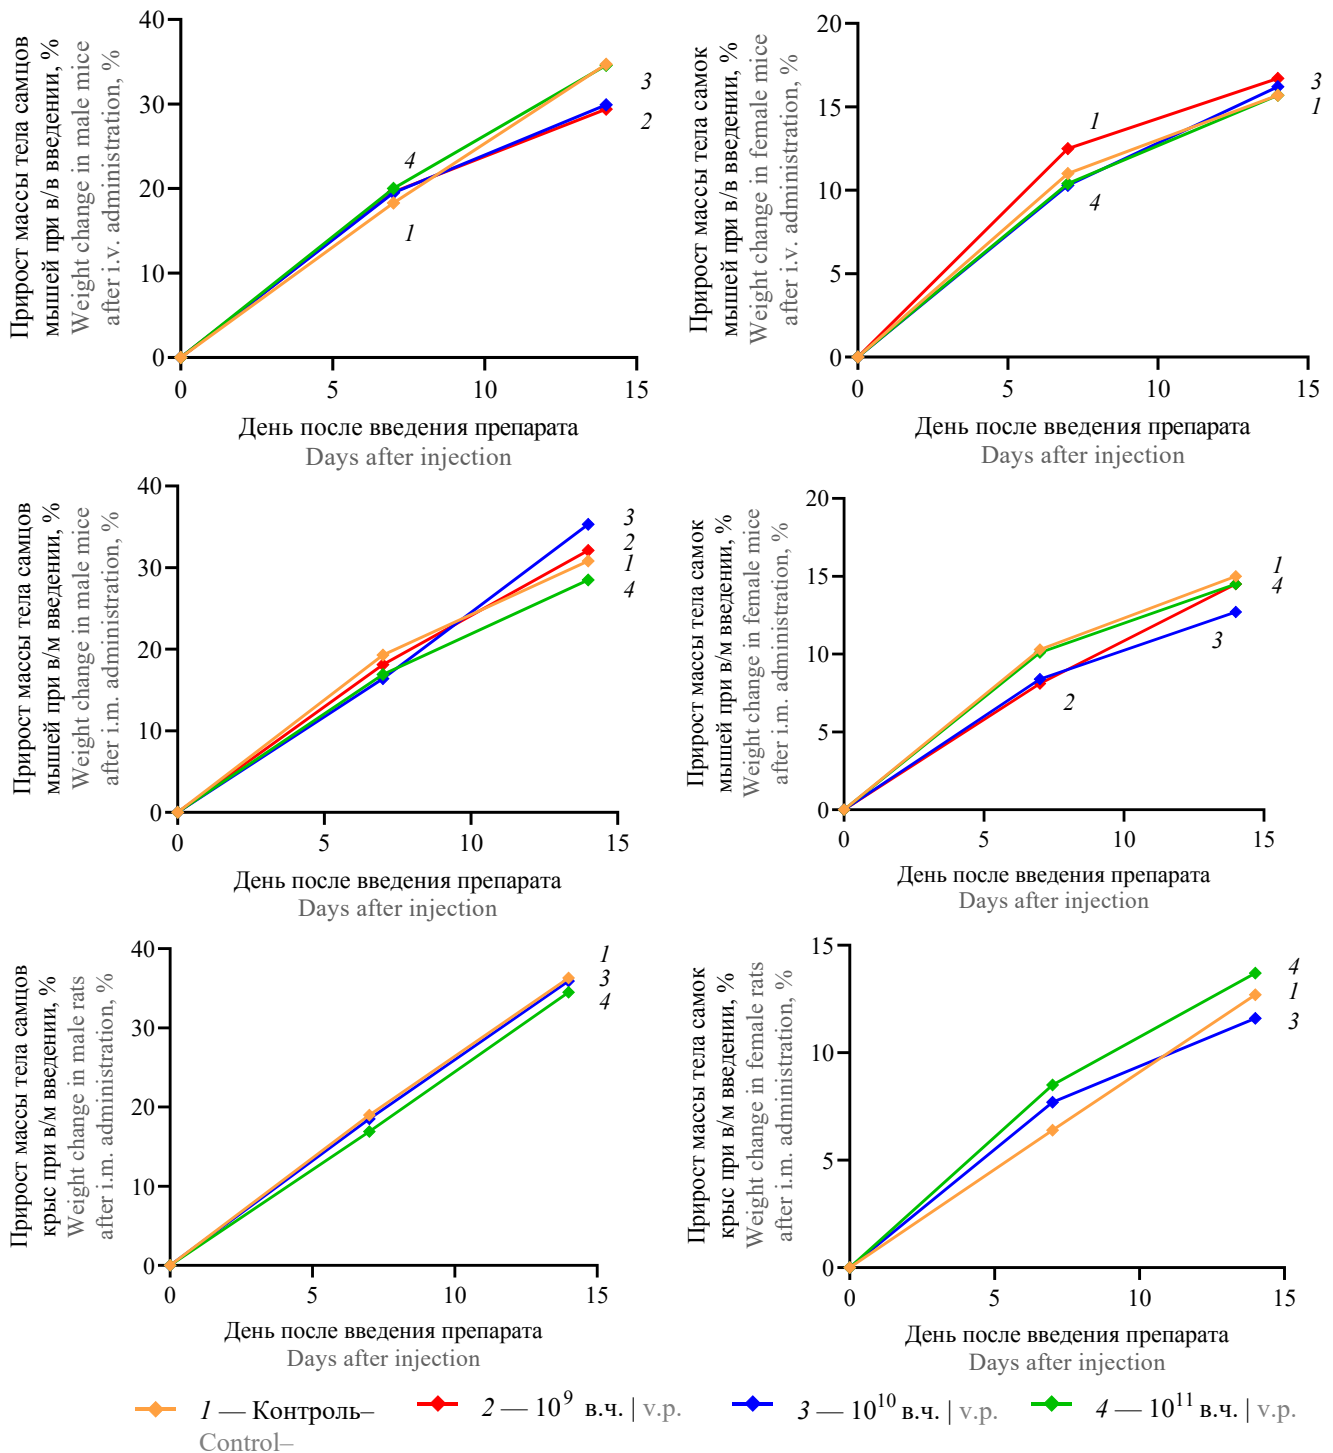 Прирост массы тела самцов
мышей при в/в введении, %
Weight change in male mice
after i.v. administration, %
40
30
20
10
0
0 5 10 15
4
1
3
2
День после введения препарата
Days after injection
Прирост массы тела самок
мышей при в/в введении, %
Weight change in female mice
after i.v. administration, %
20
15
10
5
0
0 5 10 15
1
4
3
1
День после введения препарата
Days after injection
Прирост массы тела самцов
мышей при в/м введении, %
Weight change in male mice
after i.m. administration, %
40
30
20
10
0
0 5 10 15
3
2
1
4
День после введения препарата
Days after injection
Прирост массы тела самок
мышей при в/м введении, %
Weight change in female mice
after i.m. administration, %
20
15
10
5
0
0 5 10 15
1
4
3
2
День после введения препарата
Days after injection
Прирост массы тела самцов
крыс при в/м введении, %
Weight change in male rats
after i.m. administration, %
40
30
20
10
0
0 5 10 15
1
3
4
День после введения препарата
Days after injection
Прирост массы тела самок
крыс при в/м введении, %
Weight change in female rats
after i.m. administration, %
15
10
5
0
0 5 10 15
4
1
3
День после введения препарата
Days after injection
1 — Контроль–
Control–
2 — 10⁹ в.ч. | v.p.
3 — 10¹⁰ в.ч. | v.p.
4 — 10¹¹ в.ч. | v.p.